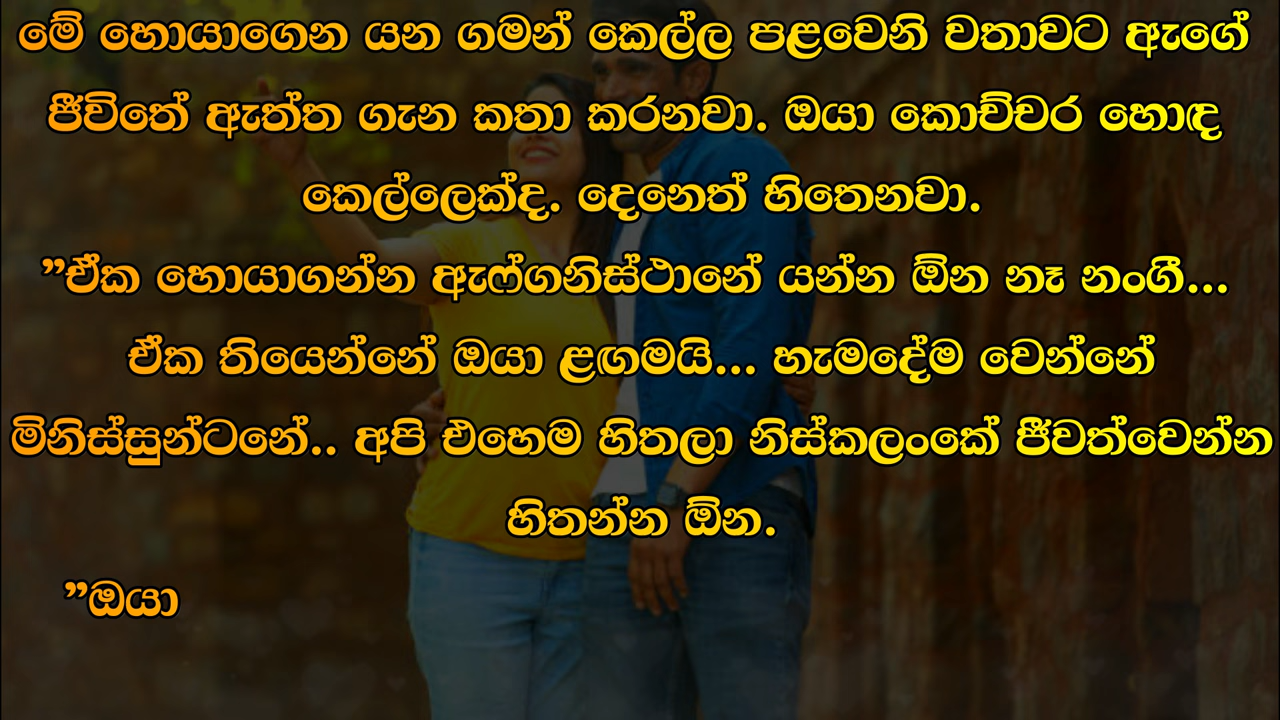 මේ හොයාගෙන යන ගමන් කෙල්ල පළවෙනි වතාවට ඇගේ
ජීවිතේ ඇත්ත ගැන කතා කරනවා. ඔයා කොච්චර හොඳ
කෙල්ලෙක්ද. දෙනෙත් හිතෙනවා.
”ඒක හොයාගන්න ඇෆ්ගනිස්ථානේ යන්න ඕන නෑ නංගී...
ඒක තියෙන්නේ ඔයා ළඟමයි... හැමදේම වෙන්නේ
මිනිස්සුන්ටනේ.. අපි එහෙම හිතලා නිස්කලංකේ ජීවත්වෙන්න
හිතන්න ඕන.
”ඔයා